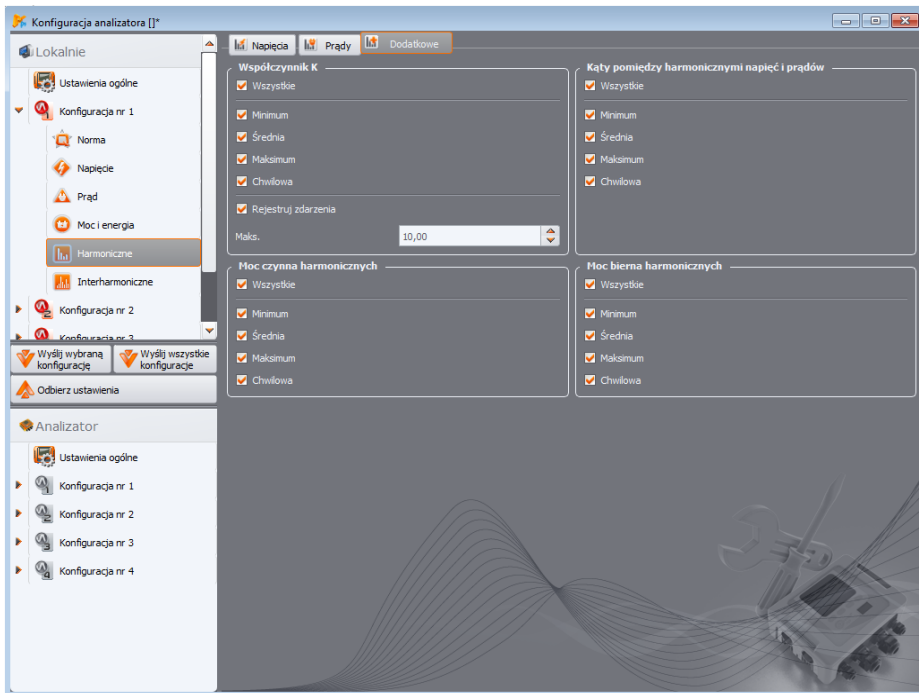 Konfiguracja analizatora []*
Lokalnie
Ustawienia ogólne
Konfiguracja nr 1
Norma
Napięcie
Prąd
Moc i energia
Harmoniczne
Interharmoniczne
Konfiguracja nr 2
Konfiguracja nr 3
Wyślij wybraną
konfigurację
Wyślij wszystkie
konfiguracje
Odbierz ustawienia
Analizator
Ustawienia ogólne
Konfiguracja nr 1
Konfiguracja nr 2
Konfiguracja nr 3
Konfiguracja nr 4
Napięcia
Prądy
Dodatkowe
Współczynnik K
Wszystkie
Minimum
Średnia
Maksimum
Chwilowa
Rejestruj zdarzenia
Maks.
10,00
Kąty pomiędzy harmonicznymi napięć i prądów
Wszystkie
Minimum
Średnia
Maksimum
Chwilowa
Moc czynna harmonicznych
Wszystkie
Minimum
Średnia
Maksimum
Chwilowa
Moc bierna harmonicznych
Wszystkie
Minimum
Średnia
Maksimum
Chwilowa